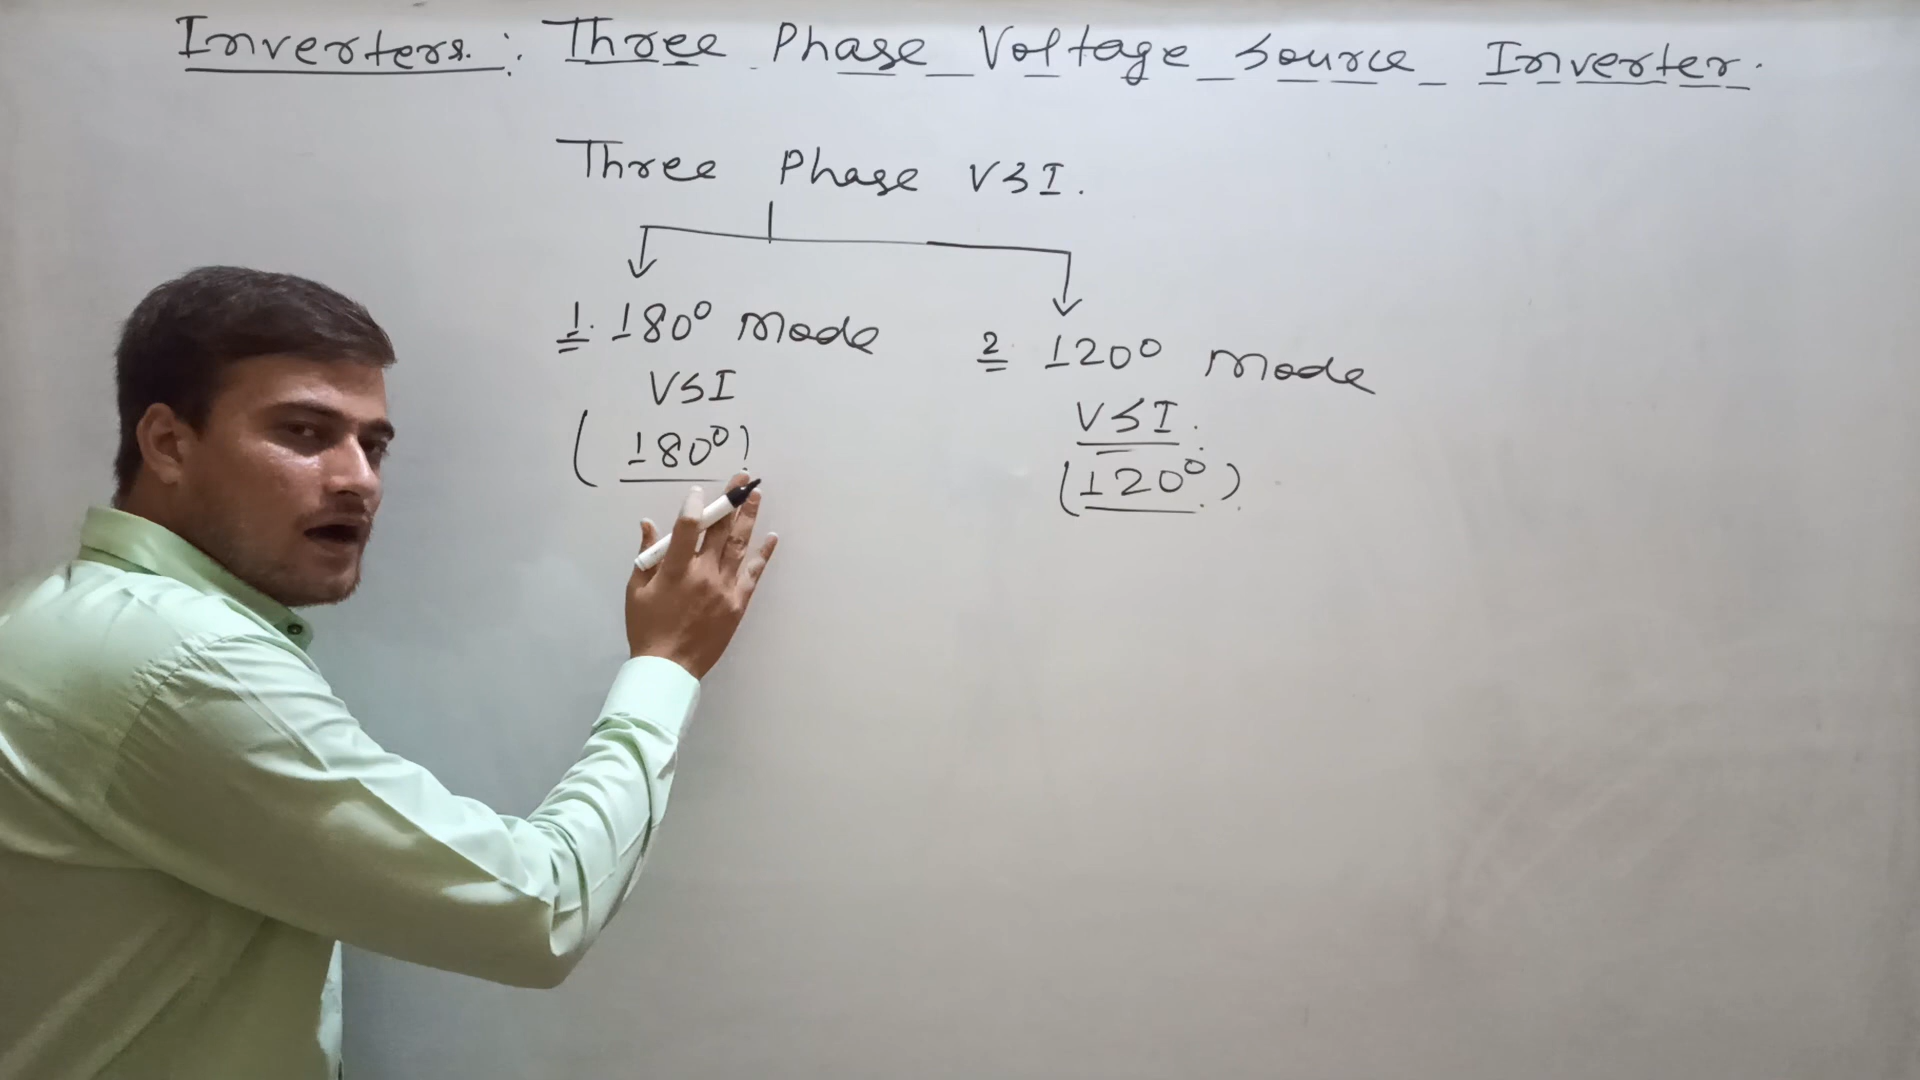 Inverters: Three Phase Voltage Source Inverter.
Three Phase VSI.
1. 180° Mode
VSI
(180°)
2. 120° Mode
VSI.
(120°)